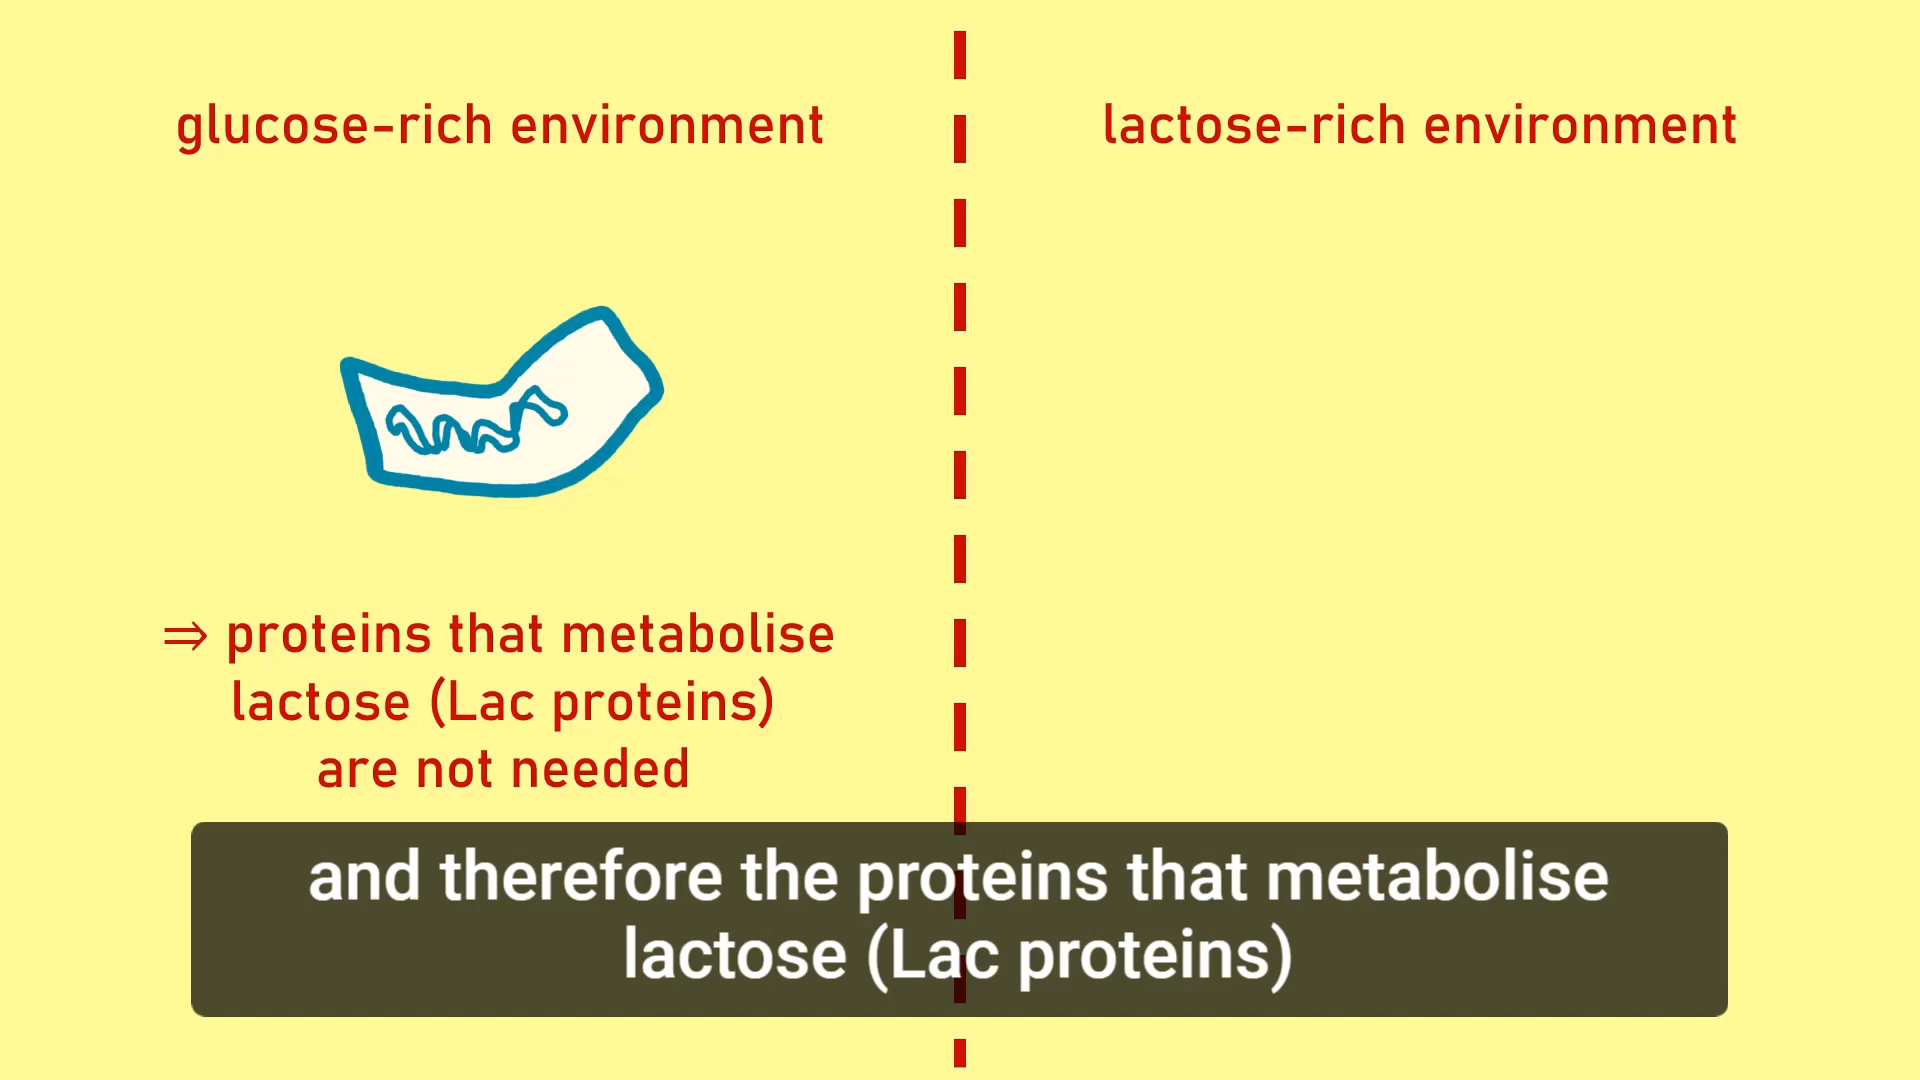 glucose-rich environment
lactose-rich environment
⇒ proteins that metabolise
lactose (Lac proteins)
are not needed
and therefore the proteins that metabolise
lactose (Lac proteins)